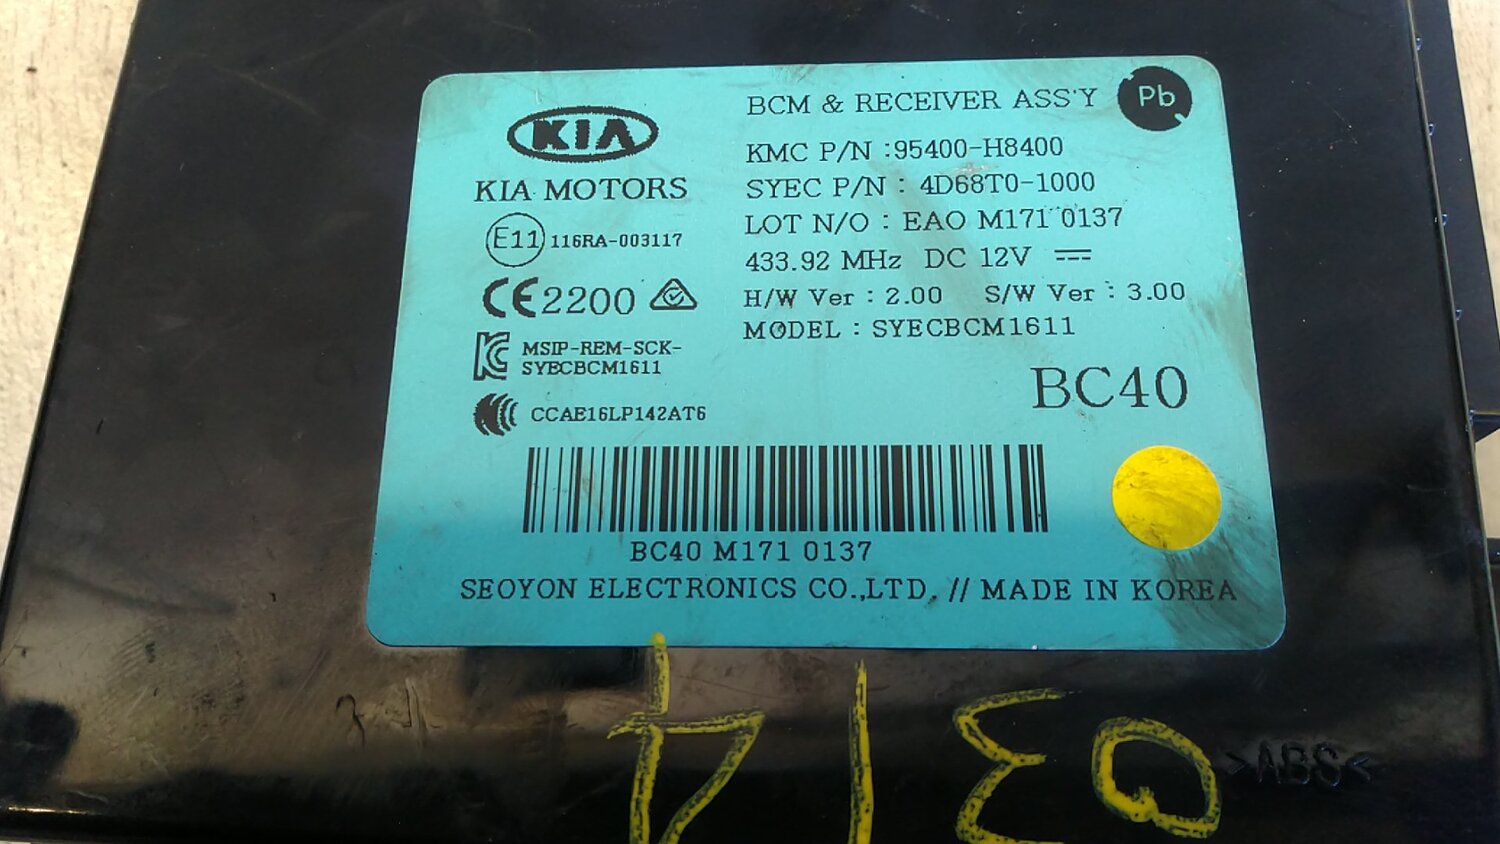 KIA
KIA MOTORS
E11 116RA-003117
CE2200
KC MSIP-REM-SCK-
SYECBCM1611
CCAE16LP142AT6
BCM & RECEIVER ASS'Y
Pb
KMC P/N :95400-H8400
SYEC P/N : 4D68T0-1000
LOT N/O : EAO M171 0137
433.92 MHz DC 12V
H/W Ver : 2.00 S/W Ver : 3.00
MODEL : SYECBCM1611
BC40
BC40 M171 0137
SEOYON ELECTRONICS CO.,LTD. // MADE IN KOREA
>ABS<